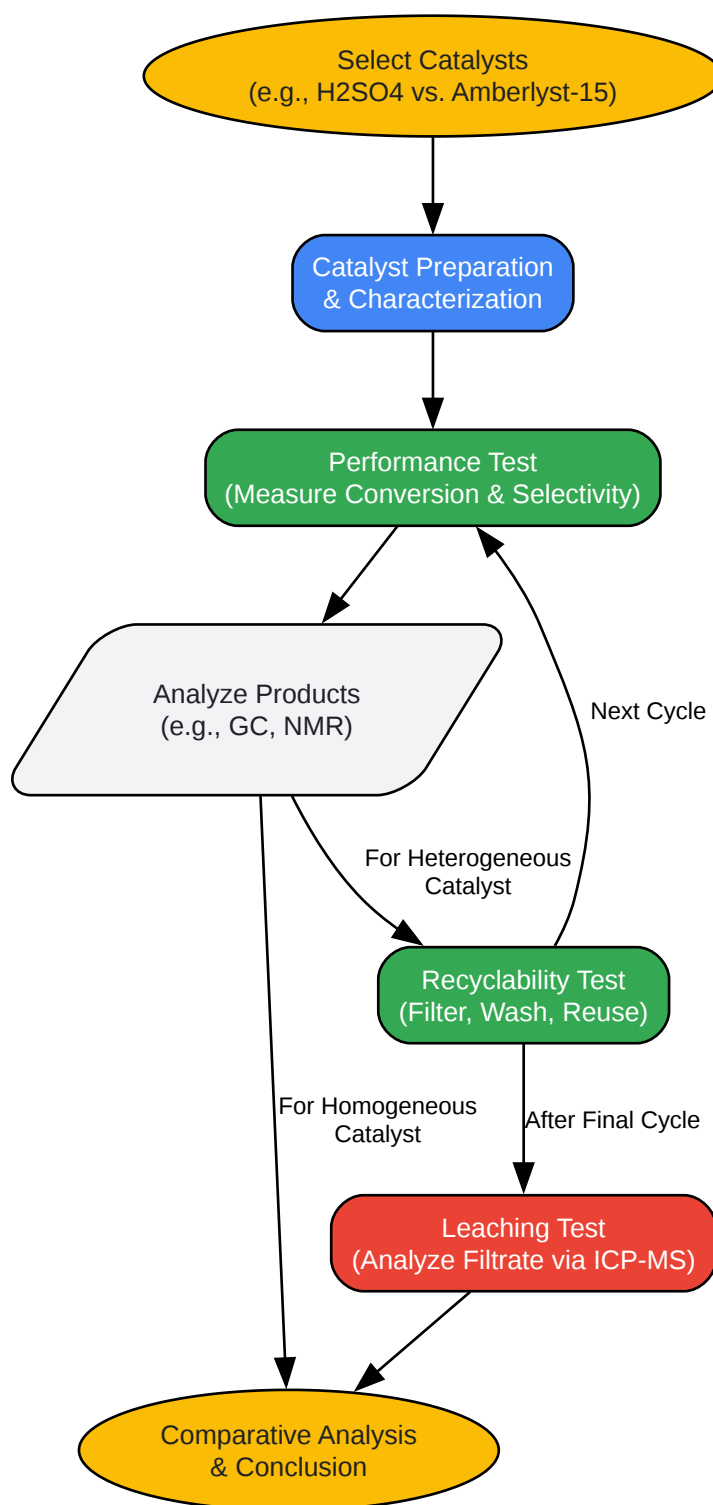 Select Catalysts
(e.g., H2SO4 vs. Amberlyst-15)
Catalyst Preparation
& Characterization
Performance Test
(Measure Conversion & Selectivity)
Analyze Products
(e.g., GC, NMR)
Next Cycle
For Heterogeneous
Catalyst
Recyclability Test
(Filter, Wash, Reuse)
For Homogeneous
Catalyst
After Final Cycle
Leaching Test
(Analyze Filtrate via ICP-MS)
Comparative Analysis
& Conclusion